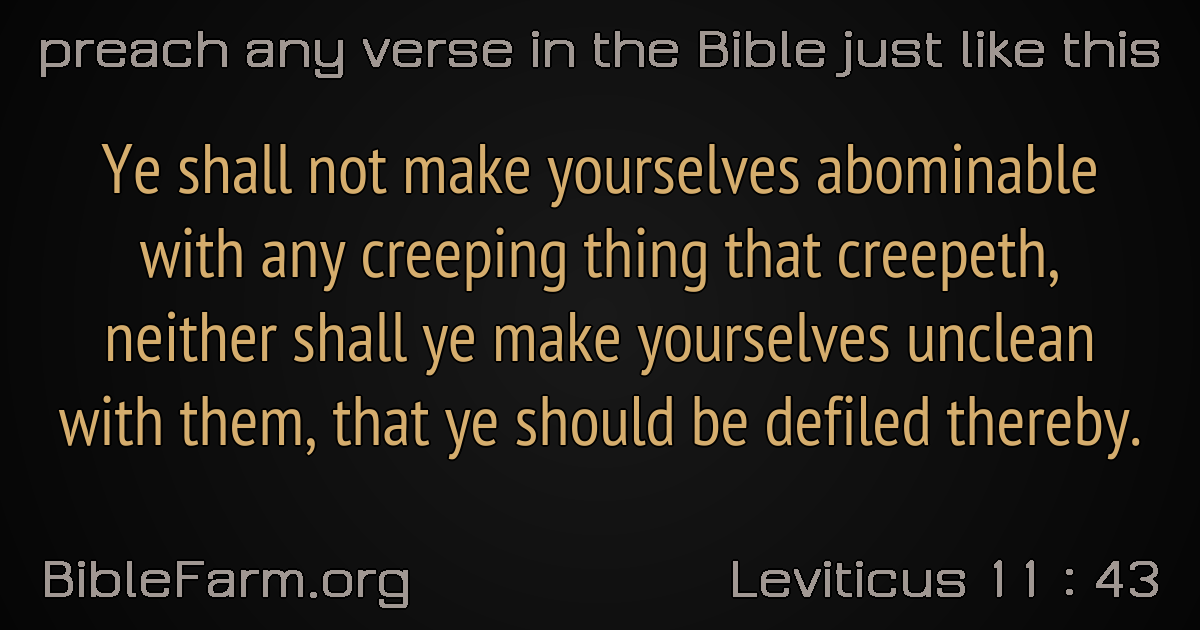 preach any verse in the Bible just like this
Ye shall not make yourselves abominable
with any creeping thing that creepeth,
neither shall ye make yourselves unclean
with them, that ye should be defiled thereby.
BibleFarm.org
Leviticus 11 : 43